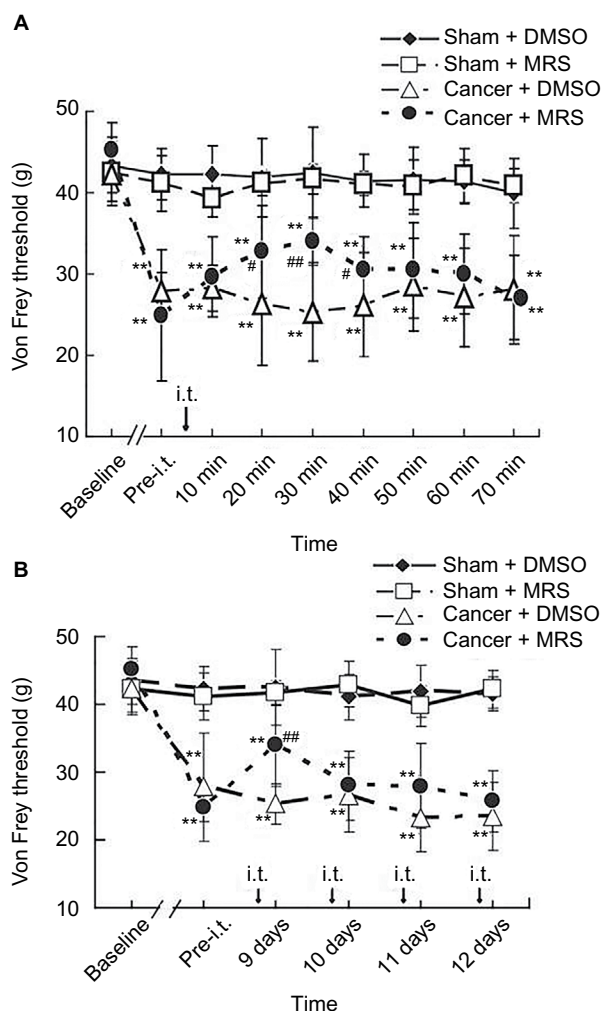 A
Sham + DMSO
Sham + MRS
Cancer + DMSO
Cancer + MRS
50
40
30
20
10
Von Frey threshold (g)
**
**
**
**
**
#
**
**
##
**
**
#
**
**
**
**
**
**
**
i.t.
Baseline
Pre-i.t.
10 min
20 min
30 min
40 min
50 min
60 min
70 min
Time
B
Sham + DMSO
Sham + MRS
Cancer + DMSO
Cancer + MRS
50
40
30
20
10
Von Frey threshold (g)
**
**
**
##
**
**
**
**
**
**
**
i.t.
i.t.
i.t.
i.t.
Baseline
Pre-i.t.
9 days
10 days
11 days
12 days
Time